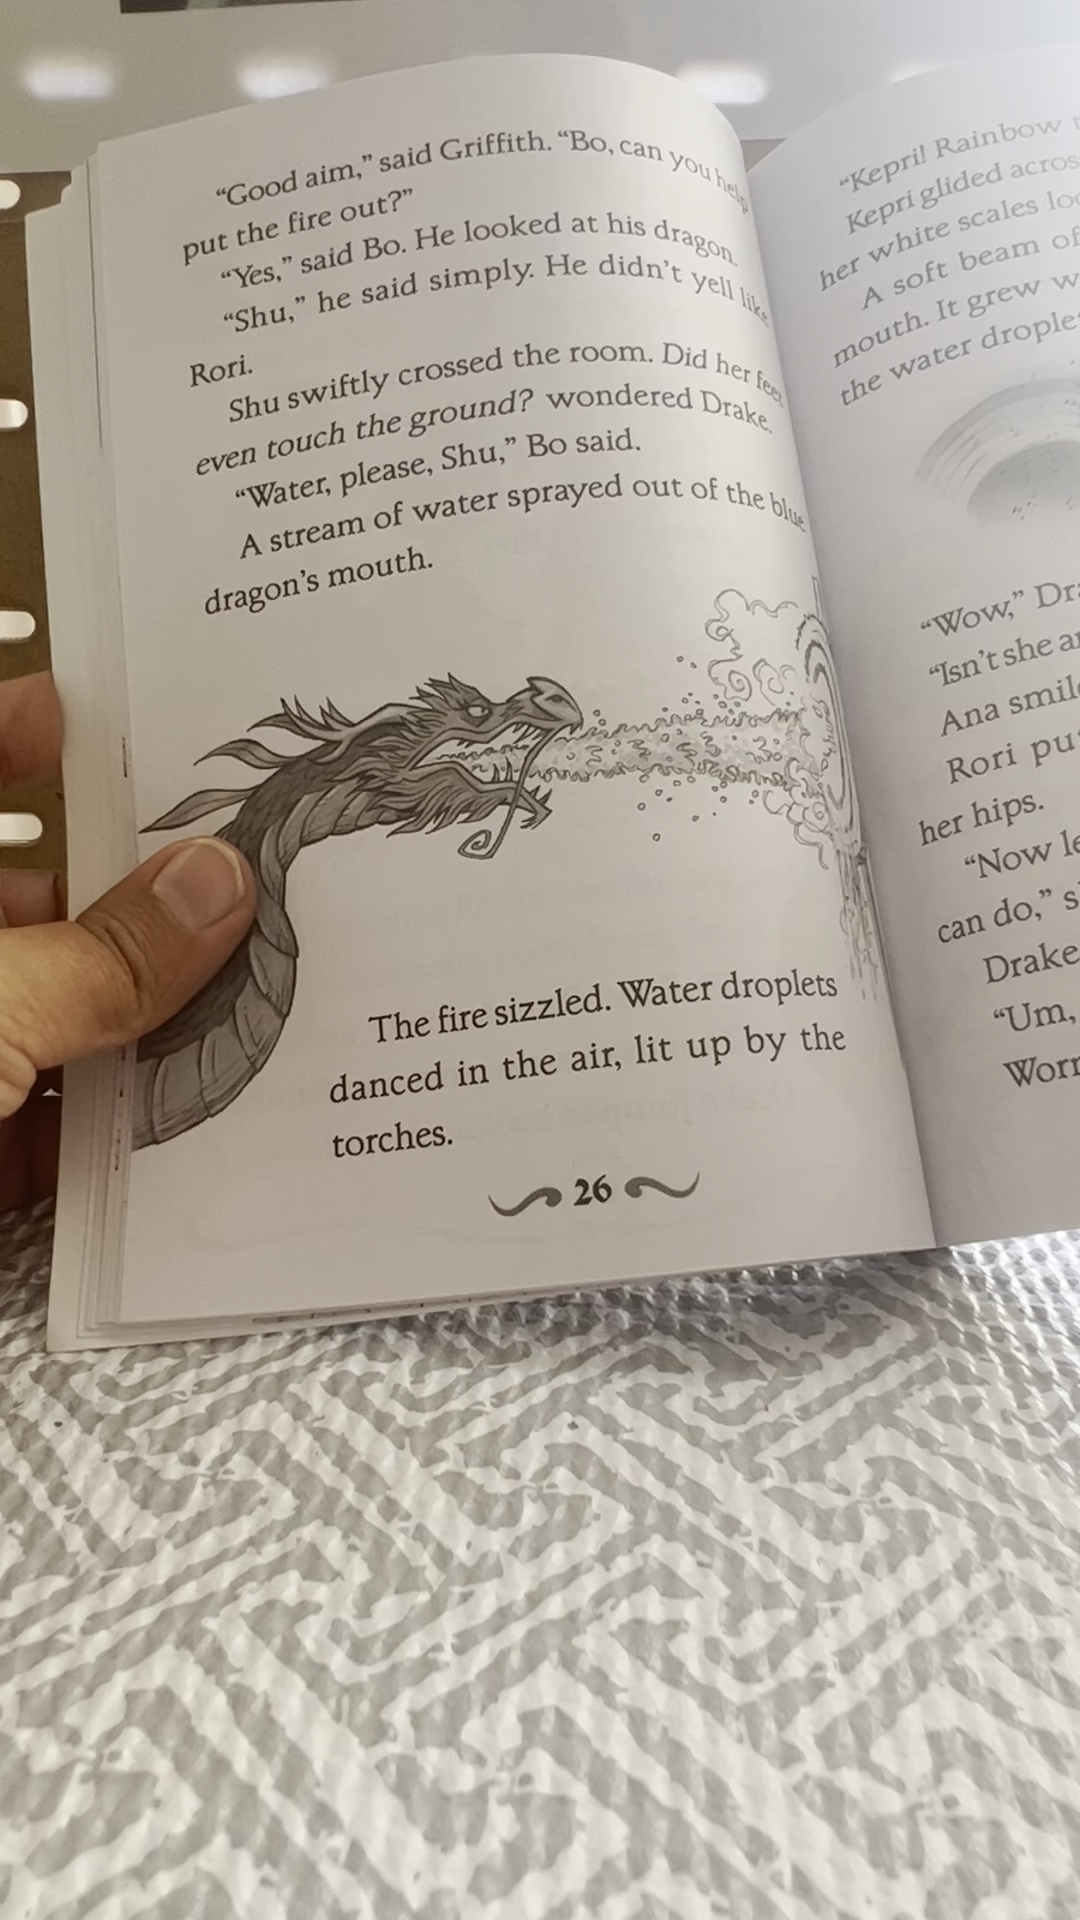 “Good aim,” said Griffith. “Bo, can you help
put the fire out?”
“Yes,” said Bo. He looked at his dragon.
“Shu,” he said simply. He didn’t yell like
Rori.
Shu swiftly crossed the room. Did her feet
even touch the ground? wondered Drake.
“Water, please, Shu,” Bo said.
A stream of water sprayed out of the blue
dragon’s mouth.
The fire sizzled. Water droplets
danced in the air, lit up by the
torches.
26
“Kepri! Rainbow
Kepri glided
her white scales
A soft beam of
mouth. It grew
the water
“Wow,”
“Isn’t she
Ana
Rori
her hips.
“Now
can do,”
Drake
“Um,